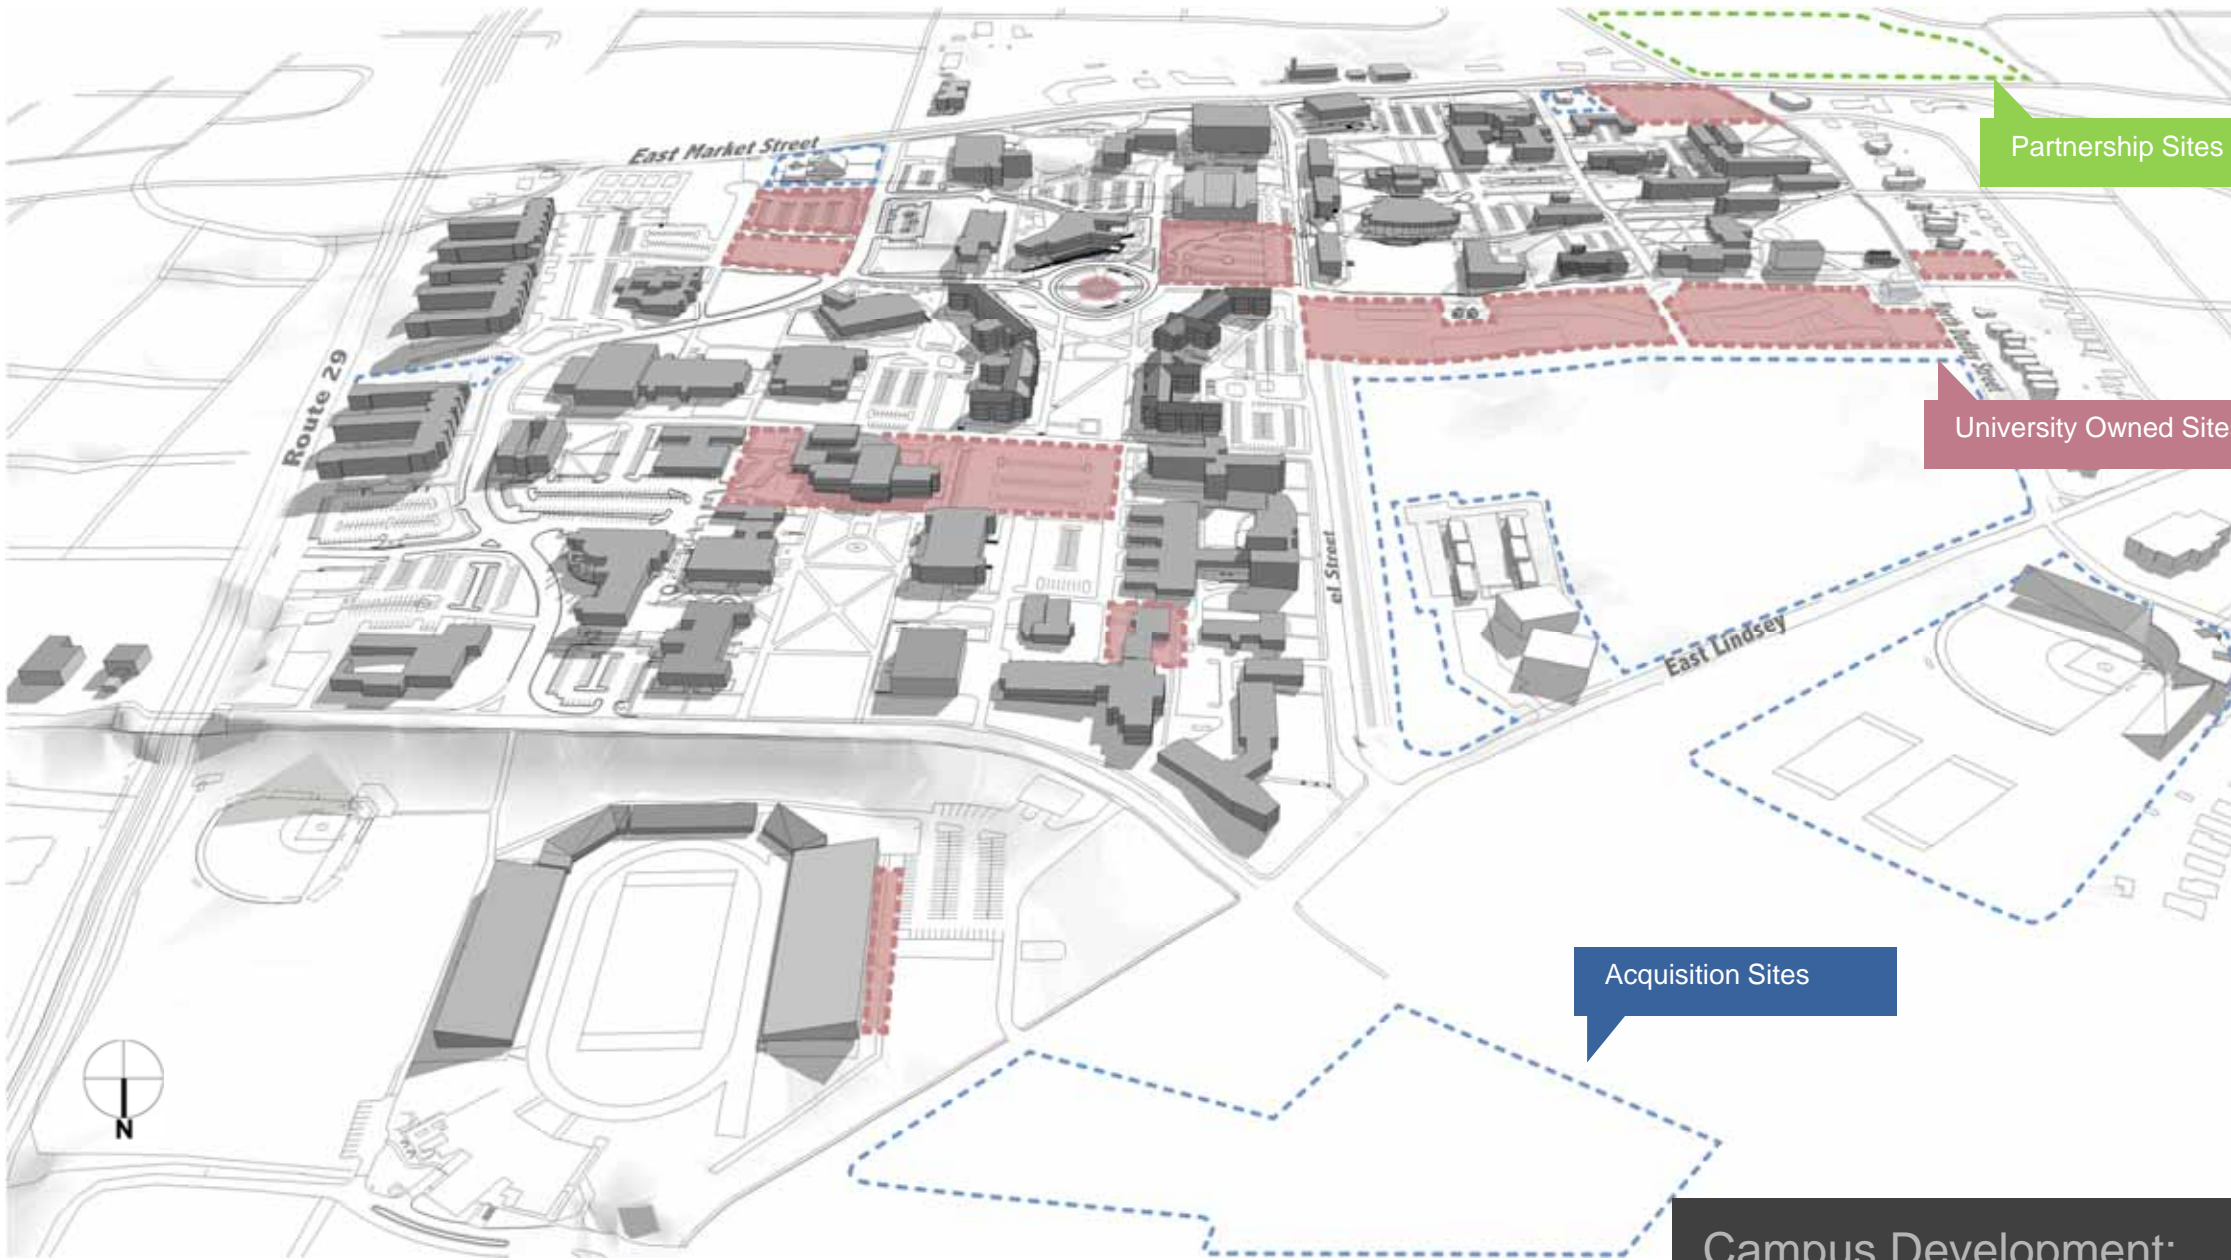 Partnership Sites
East Market Street
Route 29
University Owned Site
el Street
East Lindsey
Acquisition Sites
N
Campus Development: